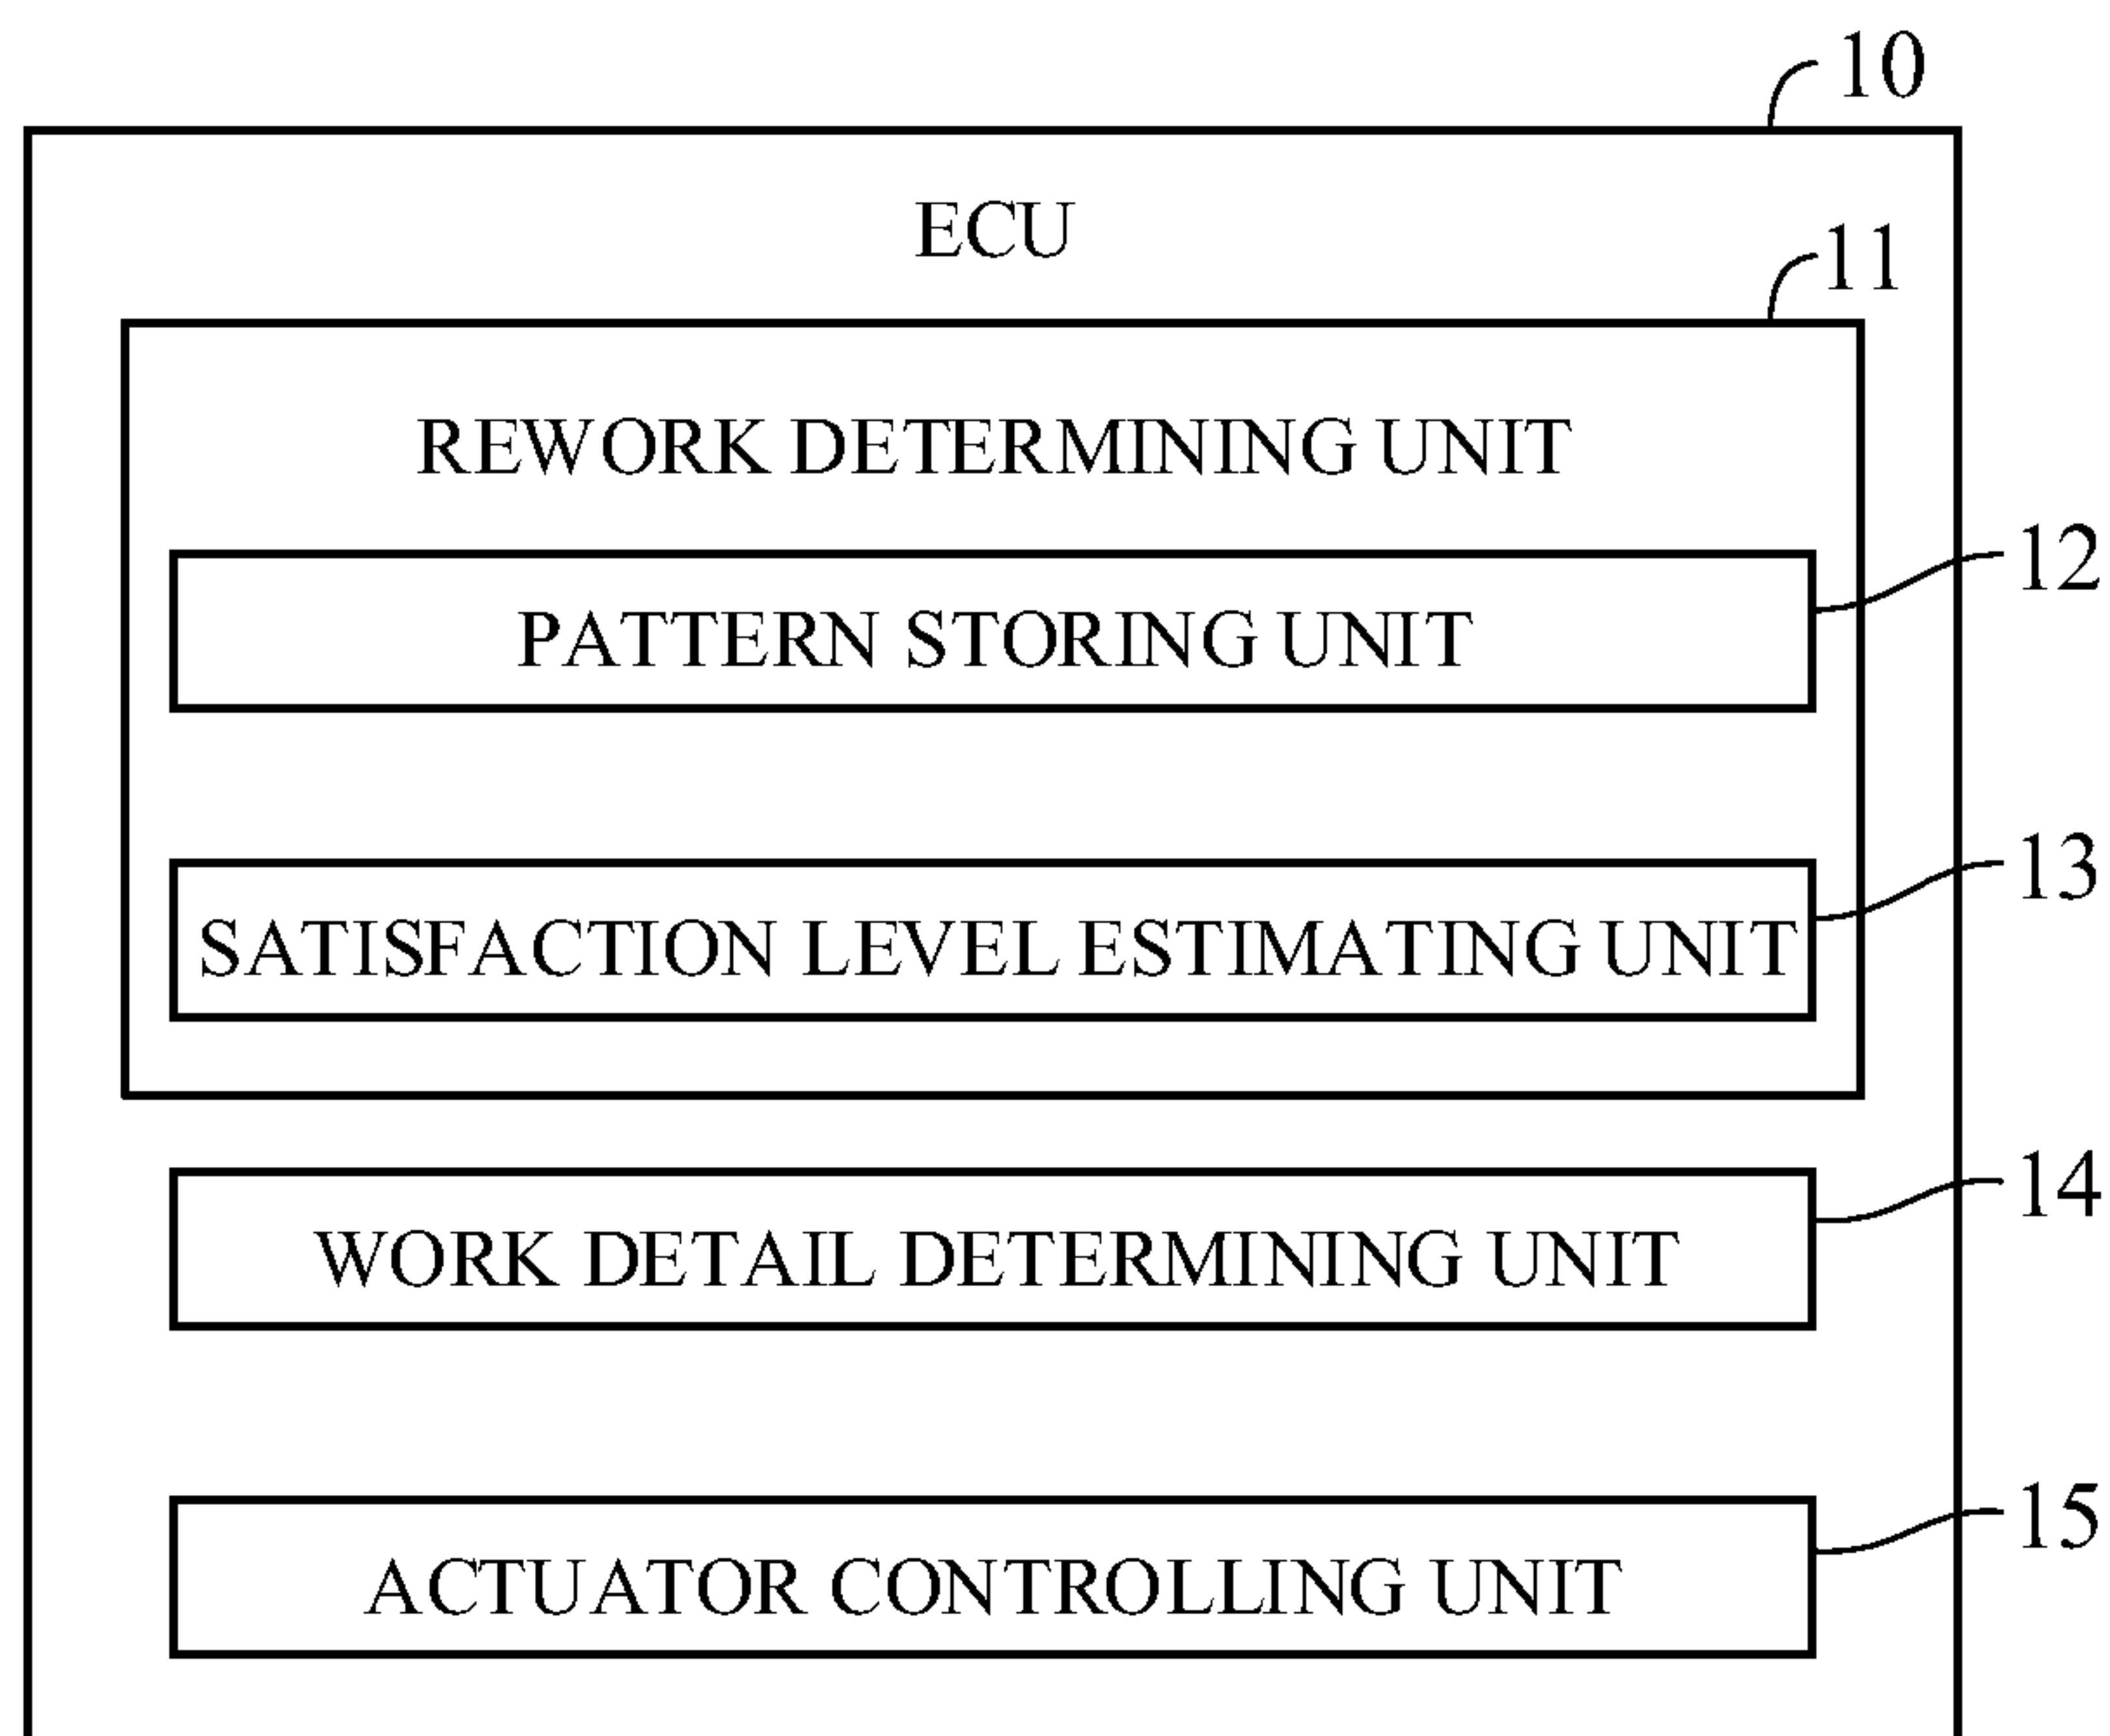 10
ECU
11
REWORK DETERMINING UNIT
12
PATTERN STORING UNIT
13
SATISFACTION LEVEL ESTIMATING UNIT
14
WORK DETAIL DETERMINING UNIT
15
ACTUATOR CONTROLLING UNIT